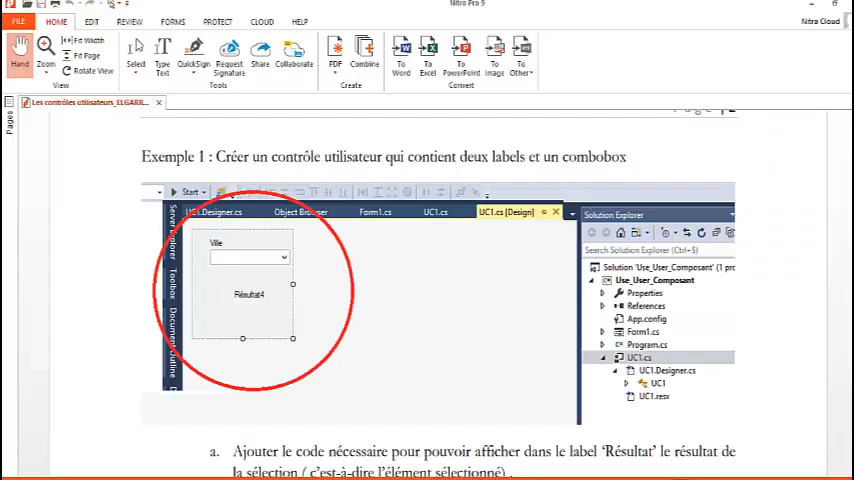 Nitro Pro 9
FILE HOME EDIT REVIEW FORMS PROTECT CLOUD HELP
Nitro Cloud
Hand Zoom Fit Width
Fit Page
Rotate View
Select Type Text QuickSign Request Signature Share Collaborate PDF Combine To Word To Excel To PowerPoint To Image To Other
View Tools Create Convert
Les contrôles utilisateurs_ELGARR...
Pages
Exemple 1 : Créer un contrôle utilisateur qui contient deux labels et un combobox
Start
UC1.Designer.cs Object Browser Form1.cs UC1.cs UC1.cs [Design]
Server Explorer
Toolbox
Document Outline
Ville
Résultat4
Solution Explorer
Search Solution Explorer (Ctrl+$)
Solution 'Use_User_Composant' (1 pro
Use_User_Composant
Properties
References
App.config
Form1.cs
Program.cs
UC1.cs
UC1.Designer.cs
UC1
UC1.resx
a. Ajouter le code nécessaire pour pouvoir afficher dans le label 'Résultat' le résultat de
la sélection ( c'est-à-dire l'élément sélectionné) .